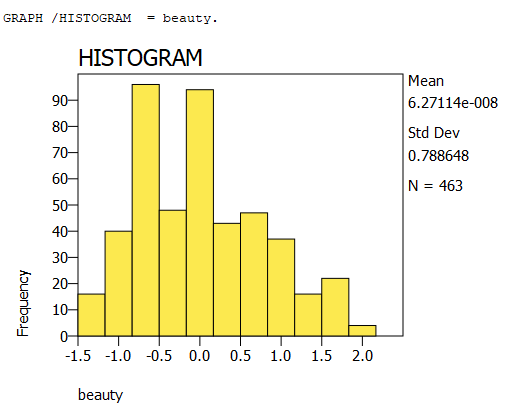 GRAPH /HISTOGRAM  = beauty.
HISTOGRAM
Mean
6.27114e-008
Std Dev
0.788648
N = 463
90
80
70
60
50
40
30
20
10
0
Frequency
-1.5 -1.0 -0.5 0.0 0.5 1.0 1.5 2.0
beauty